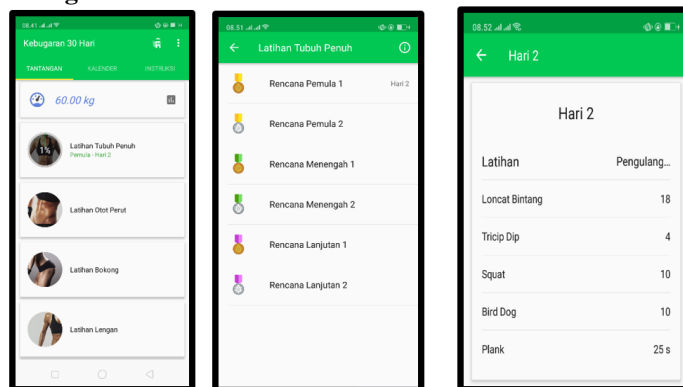 08.41
Kebugaran 30 Hari
TANTANGAN KALENDER INSTRUKSI
60.00 kg
1%
Latihan Tubuh Penuh
Pemula - Hari 2
Latihan Otot Perut
Latihan Bokong
Latihan Lengan
08.51
Latihan Tubuh Penuh
Rencana Pemula 1 Hari 2
Rencana Pemula 2
Rencana Menengah 1
Rencana Menengah 2
Rencana Lanjutan 1
Rencana Lanjutan 2
08.52
Hari 2
Hari 2
Latihan Pengulang...
Loncat Bintang 18
Tricip Dip 4
Squat 10
Bird Dog 10
Plank 25 s